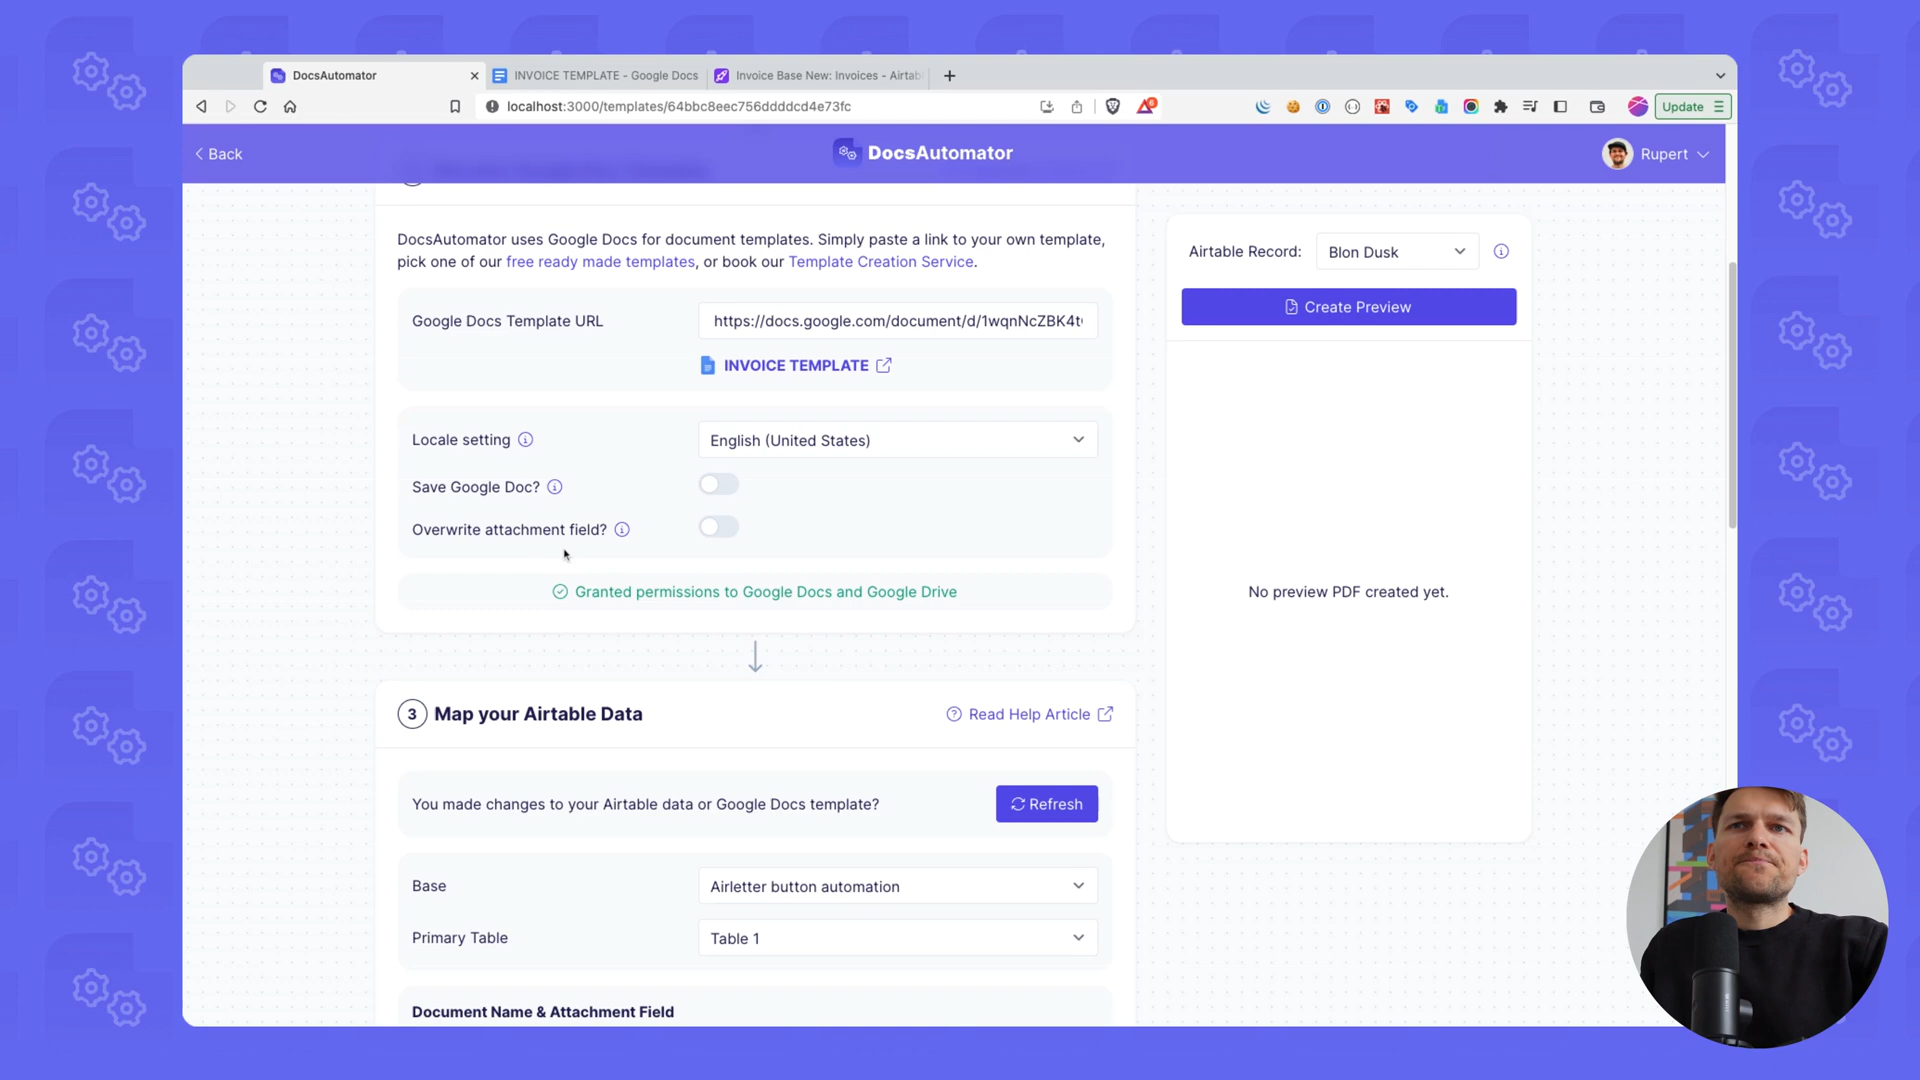 DocsAutomator
INVOICE TEMPLATE - Google Docs
Invoice Base New: Invoices - Airtab
localhost:3000/templates/64bbc8eec756ddddcd4e73fc
Update
Back
DocsAutomator
Rupert
DocsAutomator uses Google Docs for document templates. Simply paste a link to your own template,
pick one of our free ready made templates, or book our Template Creation Service.
Google Docs Template URL
https://docs.google.com/document/d/1wqnNcZBK4t
INVOICE TEMPLATE
Locale setting
English (United States)
Save Google Doc?
Overwrite attachment field?
Granted permissions to Google Docs and Google Drive
3 Map your Airtable Data
Read Help Article
You made changes to your Airtable data or Google Docs template?
Refresh
Base
Airletter button automation
Primary Table
Table 1
Document Name & Attachment Field
Airtable Record:
Blon Dusk
Create Preview
No preview PDF created yet.